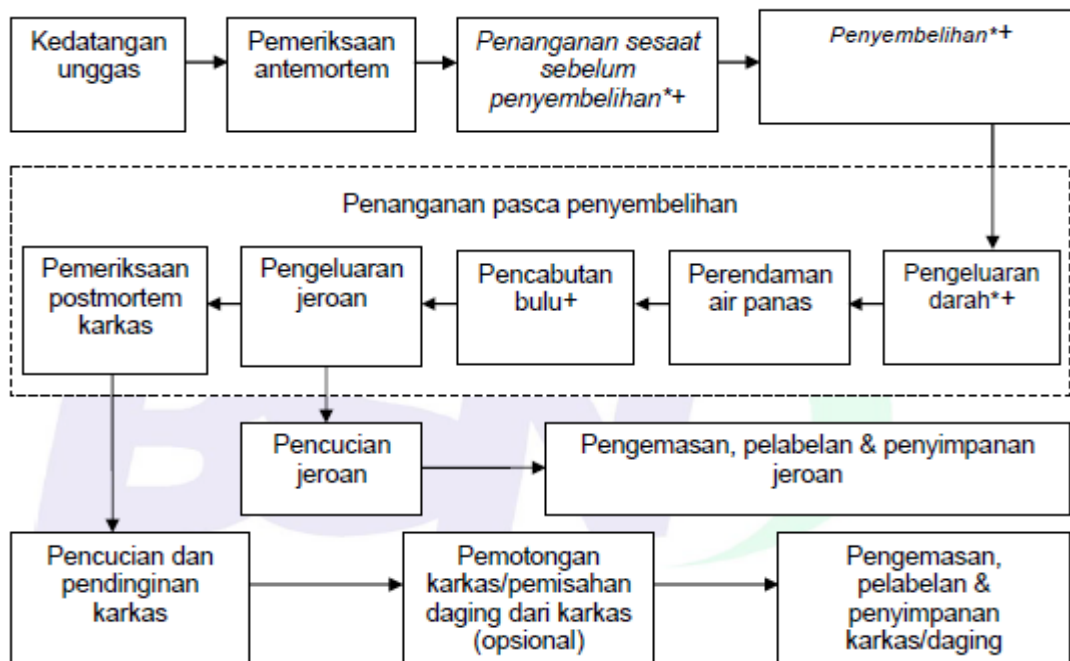 Kedatangan
unggas
Pemeriksaan
antemortem
Penanganan sesaat
sebelum
penyembelihan*+
Penyembelihan*+
Penanganan pasca penyembelihan
Pengeluaran
darah*+
Perendaman
air panas
Pencabutan
bulu+
Pengeluaran
jeroan
Pemeriksaan
postmortem
karkas
Pencucian
jeroan
Pengemasan, pelabelan & penyimpanan
jeroan
Pencucian dan
pendinginan
karkas
Pemotongan
karkas/pemisahan
daging dari karkas
(opsional)
Pengemasan,
pelabelan &
penyimpanan
karkas/daging
BSN